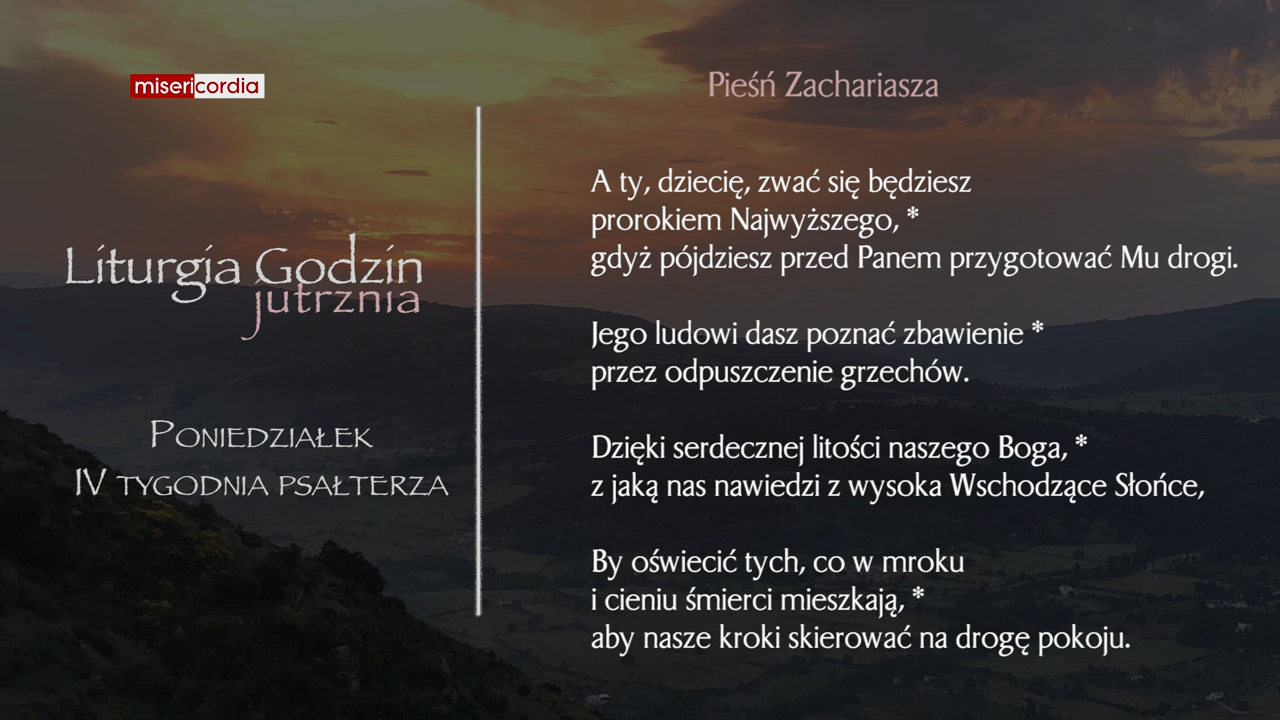 misericordia
Liturgia Godzin
jutrznia
Poniedziałek
IV tygodnia psałterza
Pieśń Zachariasza
A ty, dziecię, zwać się będziesz
prorokiem Najwyższego, *
gdyż pójdziesz przed Panem przygotować Mu drogi.
Jego ludowi dasz poznać zbawienie *
przez odpuszczenie grzechów.
Dzięki serdecznej litości naszego Boga, *
z jaką nas nawiedzi z wysoka Wschodzące Słońce,
By oświecić tych, co w mroku
i cieniu śmierci mieszkają, *
aby nasze kroki skierować na drogę pokoju.